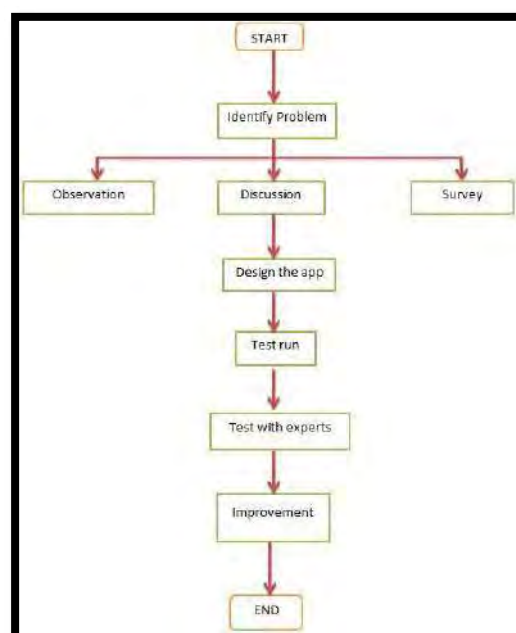 START
Identify Problem
Observation
Discussion
Survey
Design the app
Test run
Test with experts
Improvement
END